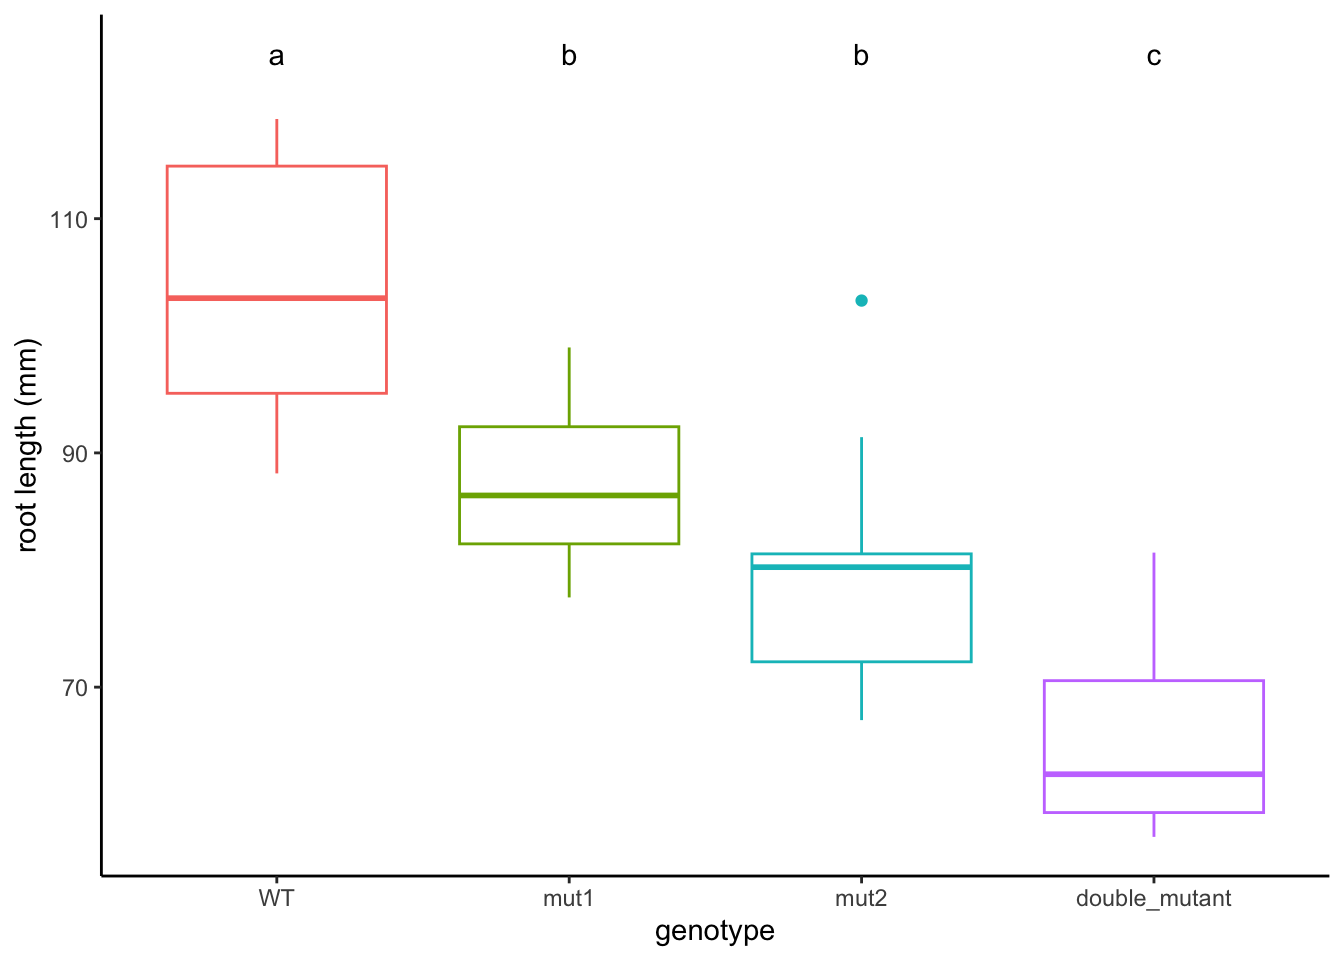 a b b c
110
90
70
root length (mm)
WT mut1 mut2 double_mutant
genotype